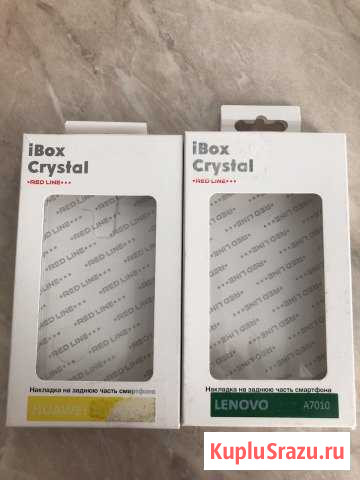 iBox
Crystal
RED LINE
Накладка на заднюю часть смартфона
HUAWEI
iBox
Crystal
RED LINE
Накладка на заднюю часть смартфона
LENOVO A7010
KupluSrazu.ru